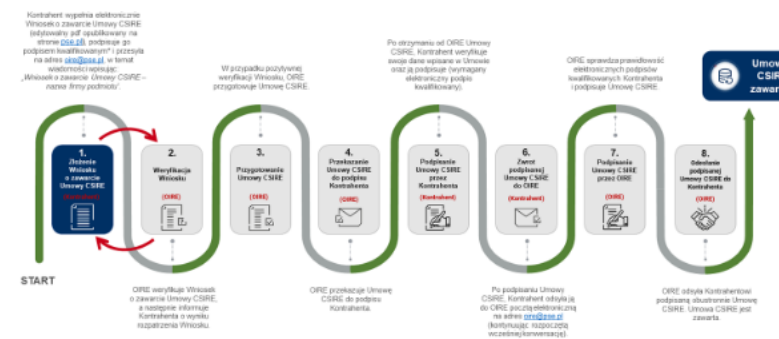 Kontrahent wypełnia elektronicznie
Wniosek o zawarcie Umowy CSIRE
(edytowalny pdf opublikowany na
stronie pse.pl), podpisuje go
podpisem kwalifikowanym* i przesyła
na adres oire@pse.pl, w temat
wiadomości wpisując:
„Wniosek o zawarcie Umowy CSIRE –
nazwa firmy podmiotu".
W przypadku pozytywnej
weryfikacji Wniosku, OIRE
przygotowuje Umowę CSIRE.
Po otrzymaniu od OIRE Umowy
CSIRE, Kontrahent weryfikuje
swoje dane wpisane w Umowie
oraz ją podpisuje (wymagany
elektroniczny podpis
kwalifikowany).
OIRE sprawdza prawidłowość
elektronicznych podpisów
kwalifikowanych Kontrahenta
i podpisuje Umowę CSIRE
Umow
CSIR
zawar
1.
Złożenie
Wniosku
o zawarcie
Umowy CSIRE
2.
Weryfikacja
Wniosku
(OIRE)
3.
Przygotowanie
Umowy CSIRE
(OIRE)
4.
Przekazanie
Umowy CSIRE
do podpisu
Kontrahenta
(OIRE)
5.
Podpisanie
Umowy CSIRE
przez
Kontrahenta
(Kontrahent)
6.
Zwrot
podpisanej
Umowy CSIRE
do OIRE
(Kontrahent)
7.
Podpisanie
Umowy CSIRE
przez OIRE
(OIRE)
8.
Odesłanie
podpisanej
Umowy CSIRE do
Kontrahenta
(OIRE)
START
OIRE weryfikuje Wniosek
o zawarcie Umowy CSIRE,
a następnie informuje
Kontrahenta o wyniku
rozpatrzenia Wniosku
OIRE przekazuje Umowę
CSIRE do podpisu
Kontrahenta.
Po podpisaniu Umowy
CSIRE, Kontrahent odsyła ją
do OIRE pocztą elektroniczną
na adres oire@pse.pl
(kontynuując rozpoczętą
wcześniej konwersację).
OIRE odsyła Kontrahentowi
podpisaną obustronnie Umowę
CSIRE. Umowa CSIRE jest
zawarta.